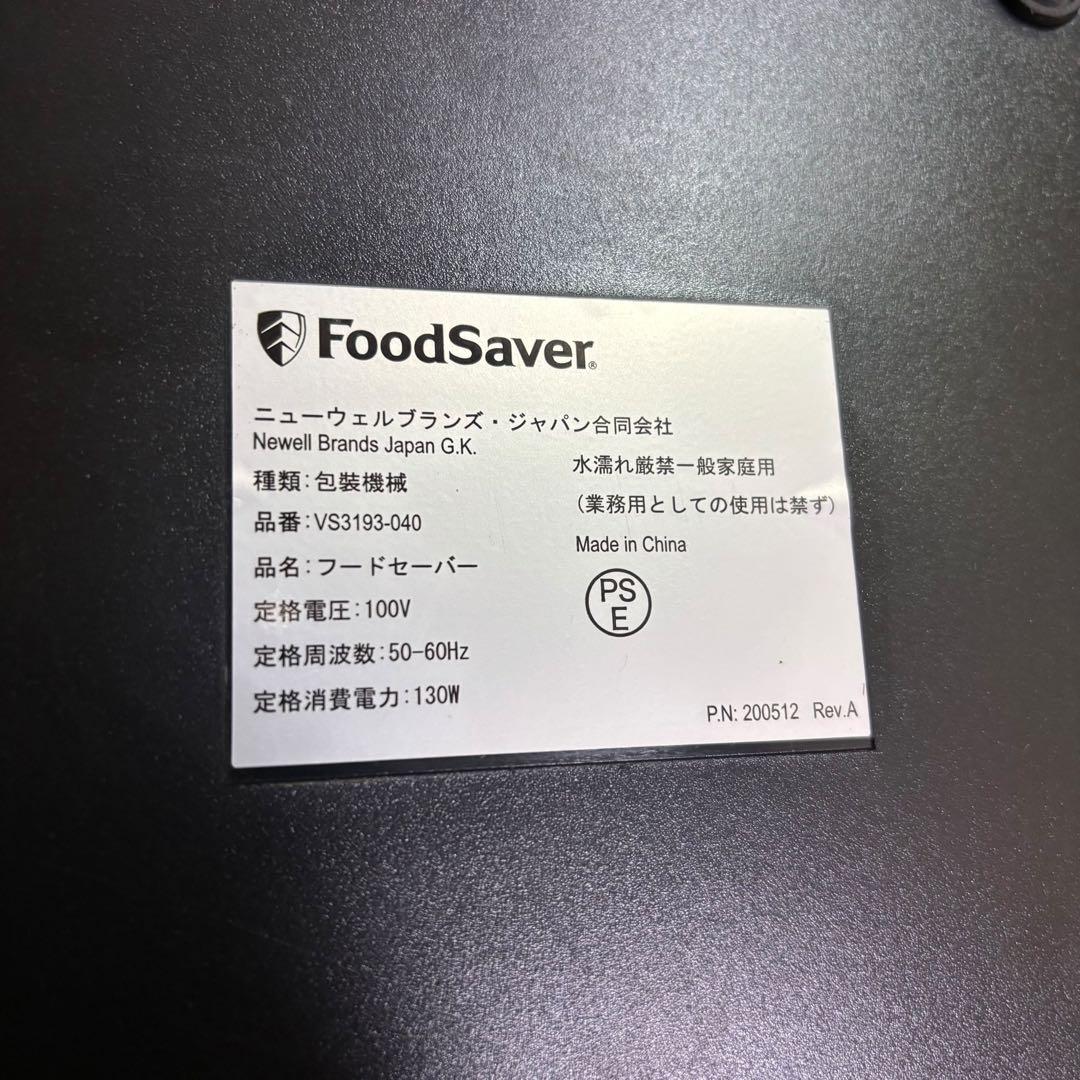 FoodSaver®
ニューウェルブランズ・ジャパン合同会社
Newell Brands Japan G.K.
種類:包装機械
品番:VS3193-040
品名:フードセーバー
定格電圧:100V
定格周波数:50-60Hz
定格消費電力:130W
水濡れ厳禁一般家庭用
(業務用としての使用は禁ず)
Made in China
PS
E
P.N: 200512 Rev.A